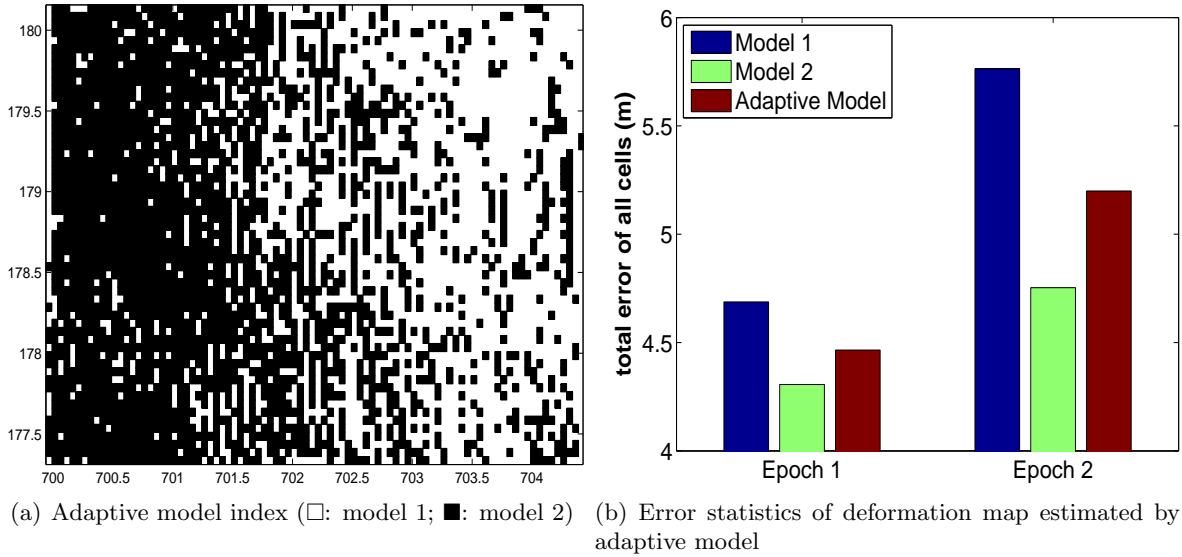 180
179.5
179
178.5
178
177.5
700 700.5 701 701.5 702 702.5 703 703.5 704
(a) Adaptive model index (□: model 1; ■: model 2)
6
5.5
5
4.5
4
total error of all cells (m)
Model 1
Model 2
Adaptive Model
Epoch 1 Epoch 2
(b) Error statistics of deformation map estimated by
adaptive model